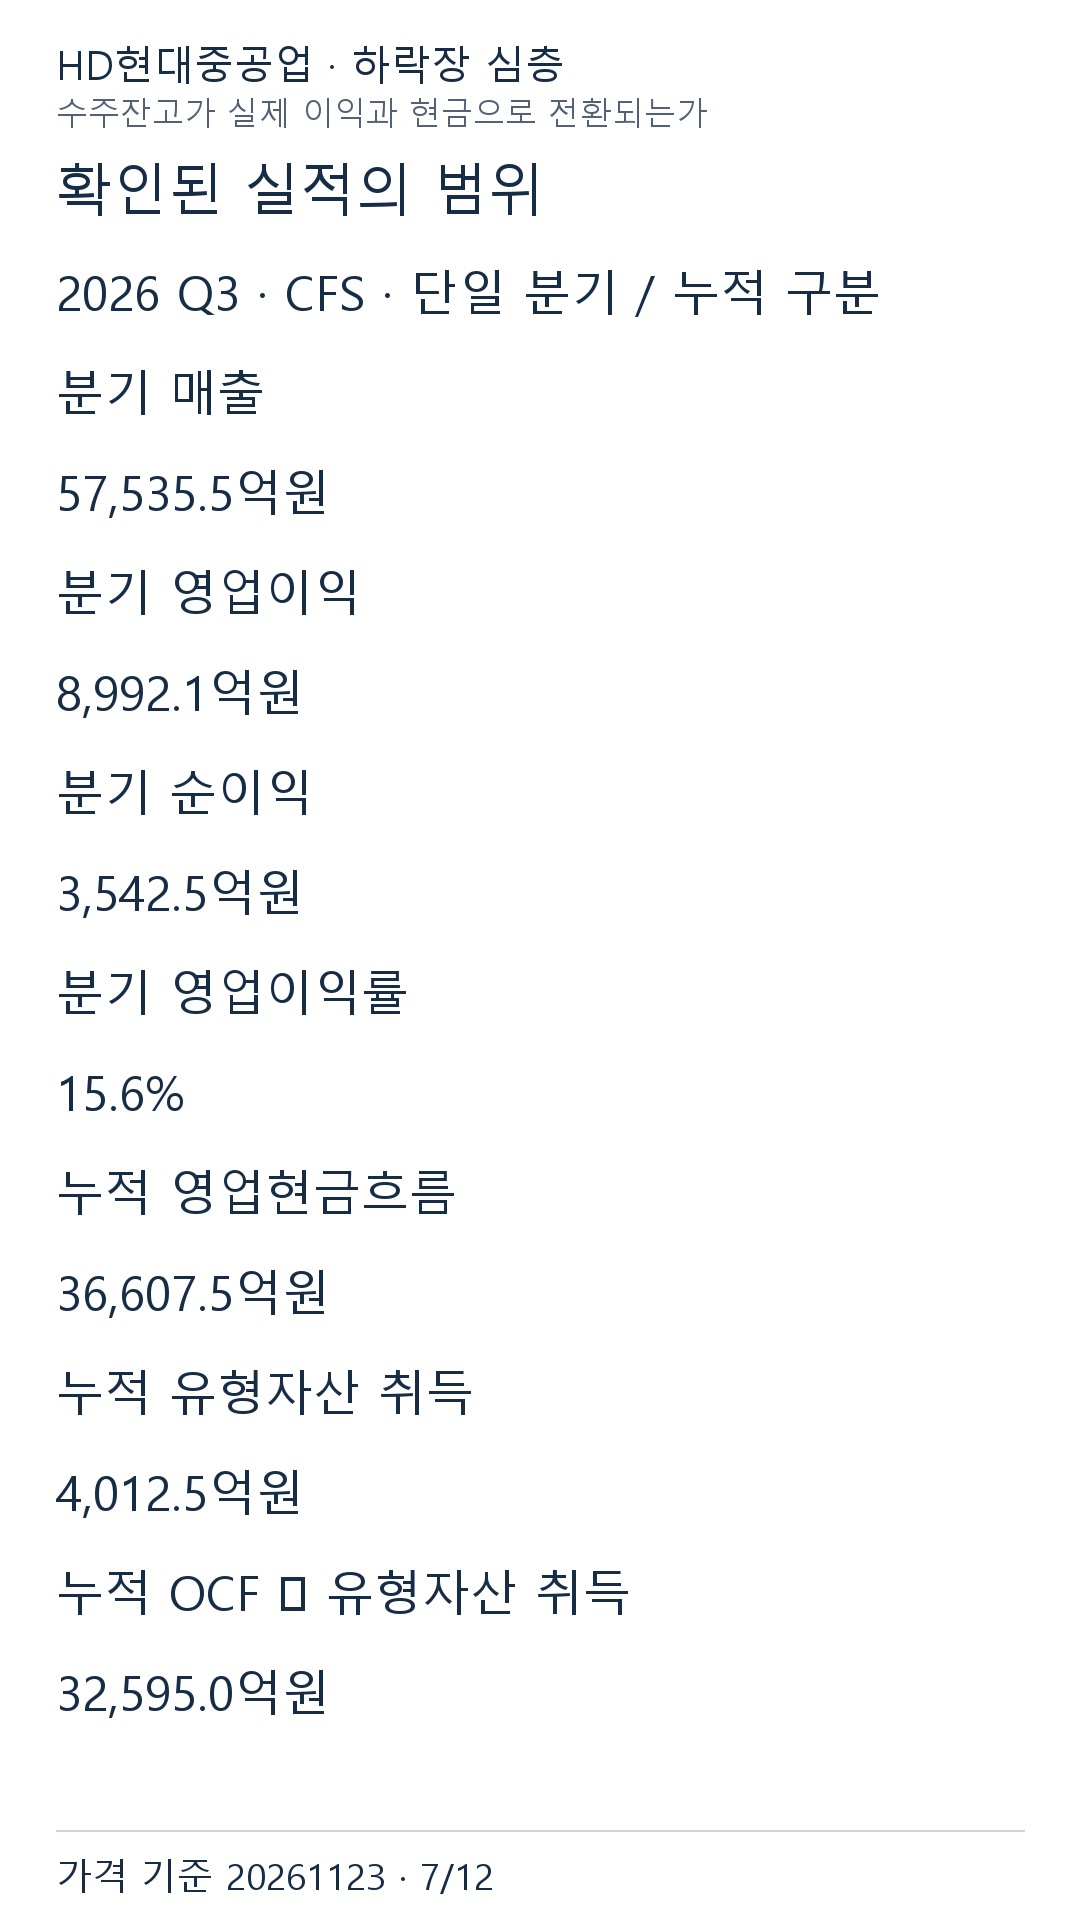 HD현대중공업 · 하락장 심층
수주잔고가 실제 이익과 현금으로 전환되는가
확인된 실적의 범위
2026 Q3 · CFS · 단일 분기 / 누적 구분
분기 매출
57,535.5억원
분기 영업이익
8,992.1억원
분기 순이익
3,542.5억원
분기 영업이익률
15.6%
누적 영업현금흐름
36,607.5억원
누적 유형자산 취득
4,012.5억원
누적 OCF □ 유형자산 취득
32,595.0억원
가격 기준 20261123 · 7/12